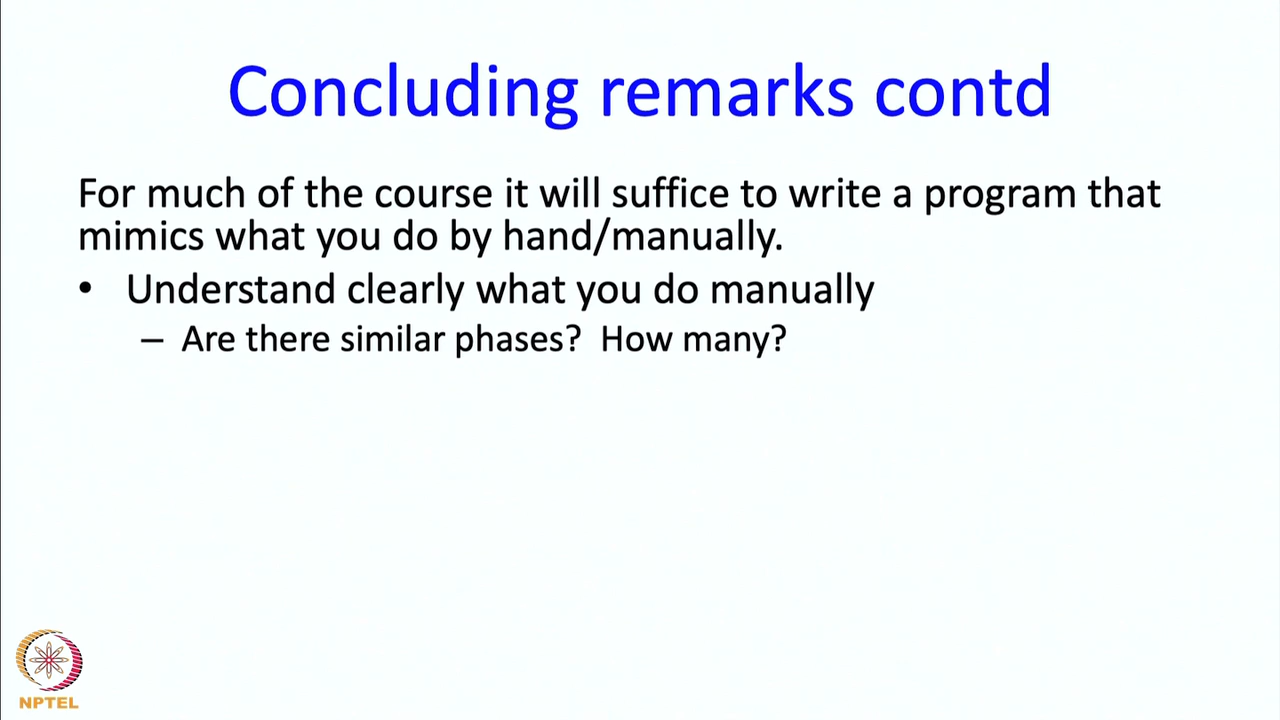 Concluding remarks contd
For much of the course it will suffice to write a program that
mimics what you do by hand/manually.
• Understand clearly what you do manually
– Are there similar phases? How many?
NPTEL